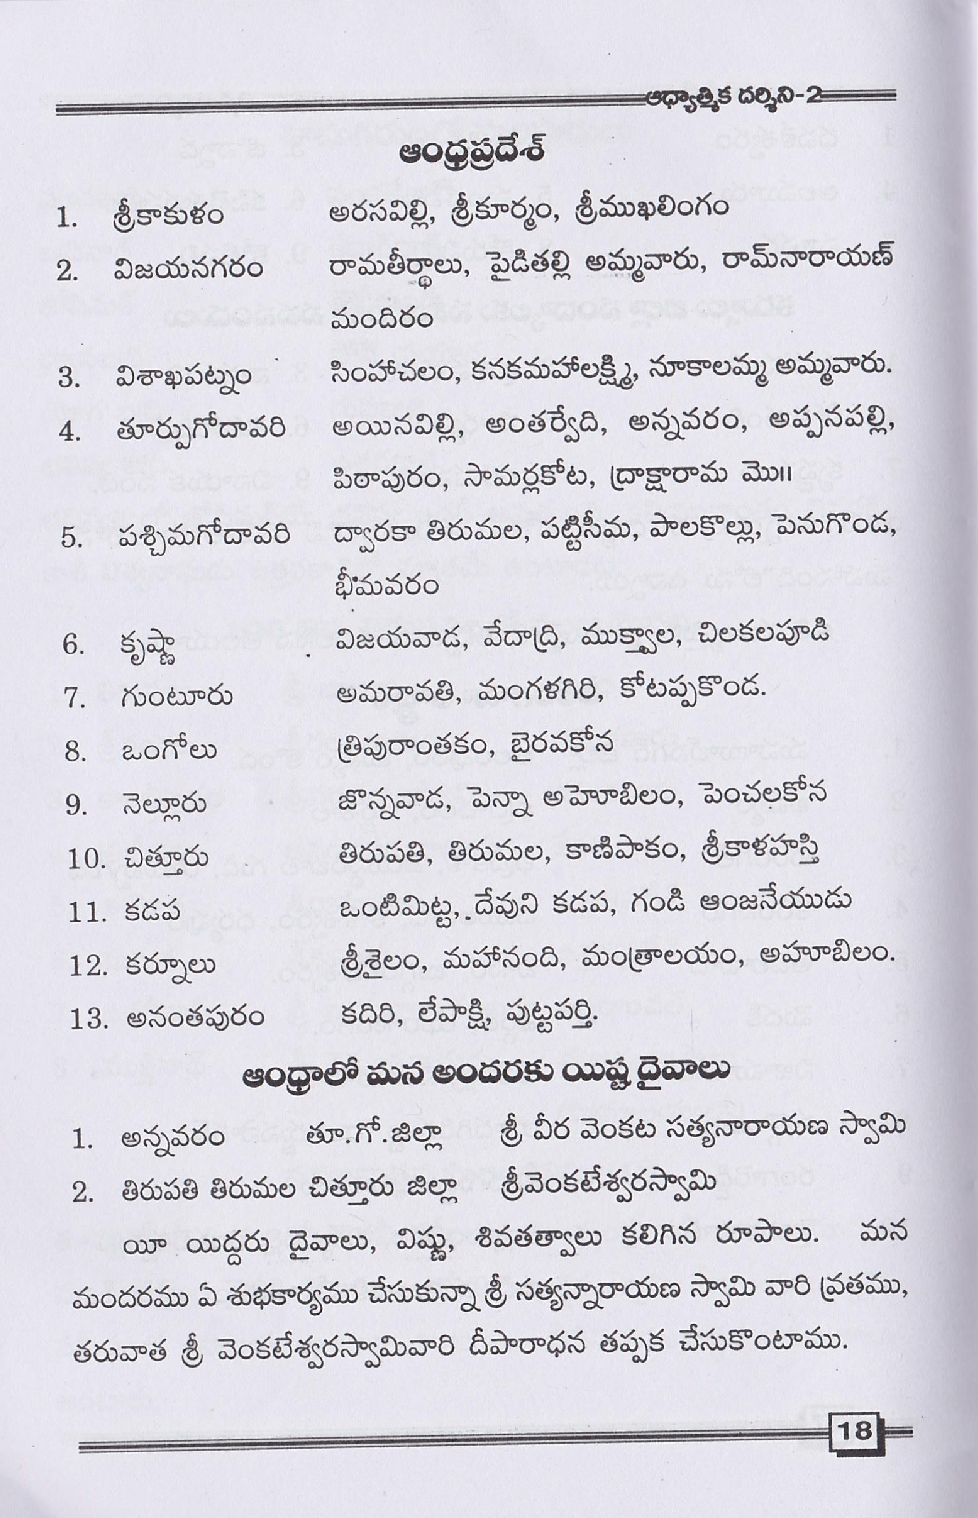 ఆధ్యాత్మిక దర్శిని-2
ఆంధ్రప్రదేశ్
1. శ్రీకాకుళం అరసవిల్లి, శ్రీకూర్మం, శ్రీముఖలింగం
2. విజయనగరం రామతీర్థాలు, పైడితల్లి అమ్మవారు, రామ్‌నారాయణ్
మందిరం
3. విశాఖపట్నం సింహాచలం, కనకమహాలక్ష్మి, నూకాలమ్మ అమ్మవారు.
4. తూర్పుగోదావరి అయినవిల్లి, అంతర్వేది, అన్నవరం, అప్పనపల్లి,
పిఠాపురం, సామర్లకోట, ద్రాక్షారామ మొ॥
5. పశ్చిమగోదావరి ద్వారకా తిరుమల, పట్టిసీమ, పాలకొల్లు, పెనుగొండ,
భీమవరం
6. కృష్ణా విజయవాడ, వేదాద్రి, ముక్త్యాల, చిలకలపూడి
7. గుంటూరు అమరావతి, మంగళగిరి, కోటప్పకొండ.
8. ఒంగోలు త్రిపురాంతకం, బైరవకోన
9. నెల్లూరు జొన్నవాడ, పెన్నా అహెూబిలం, పెంచలకోన
10. చిత్తూరు తిరుపతి, తిరుమల, కాణిపాకం, శ్రీకాళహస్తి
11. కడప ఒంటిమిట్ట, దేవుని కడప, గండి ఆంజనేయుడు
12. కర్నూలు శ్రీశైలం, మహానంది, మంత్రాలయం, అహూబిలం.
13. అనంతపురం కదిరి, లేపాక్షి, పుట్టపర్తి.
ఆంధ్రాలో మన అందరకు యిష్ట దైవాలు
1. అన్నవరం తూ.గో.జిల్లా శ్రీ వీర వెంకట సత్యనారాయణ స్వామి
2. తిరుపతి తిరుమల చిత్తూరు జిల్లా శ్రీవెంకటేశ్వరస్వామి
యీ యిద్దరు దైవాలు, విష్ణు, శివతత్వాలు కలిగిన రూపాలు. మన
మందరము ఏ శుభకార్యము చేసుకున్నా శ్రీ సత్యన్నారాయణ స్వామి వారి వ్రతము,
తరువాత శ్రీ వెంకటేశ్వరస్వామివారి దీపారాధన తప్పక చేసుకొంటాము.
18